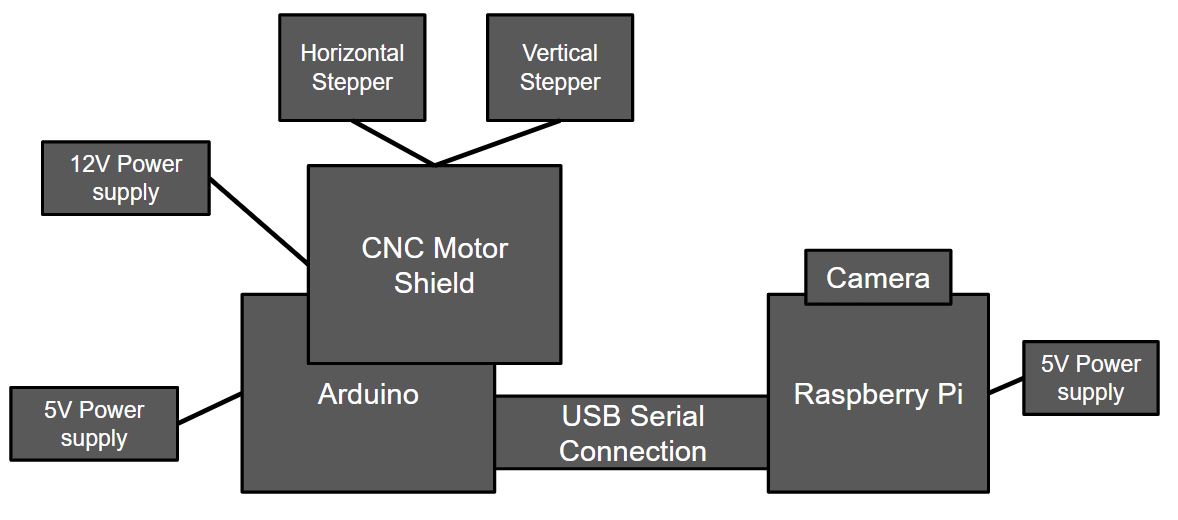 Horizontal
Stepper
Vertical
Stepper
12V Power
supply
CNC Motor
Shield
Camera
5V Power
supply
Arduino
USB Serial
Connection
Raspberry Pi
5V Power
supply